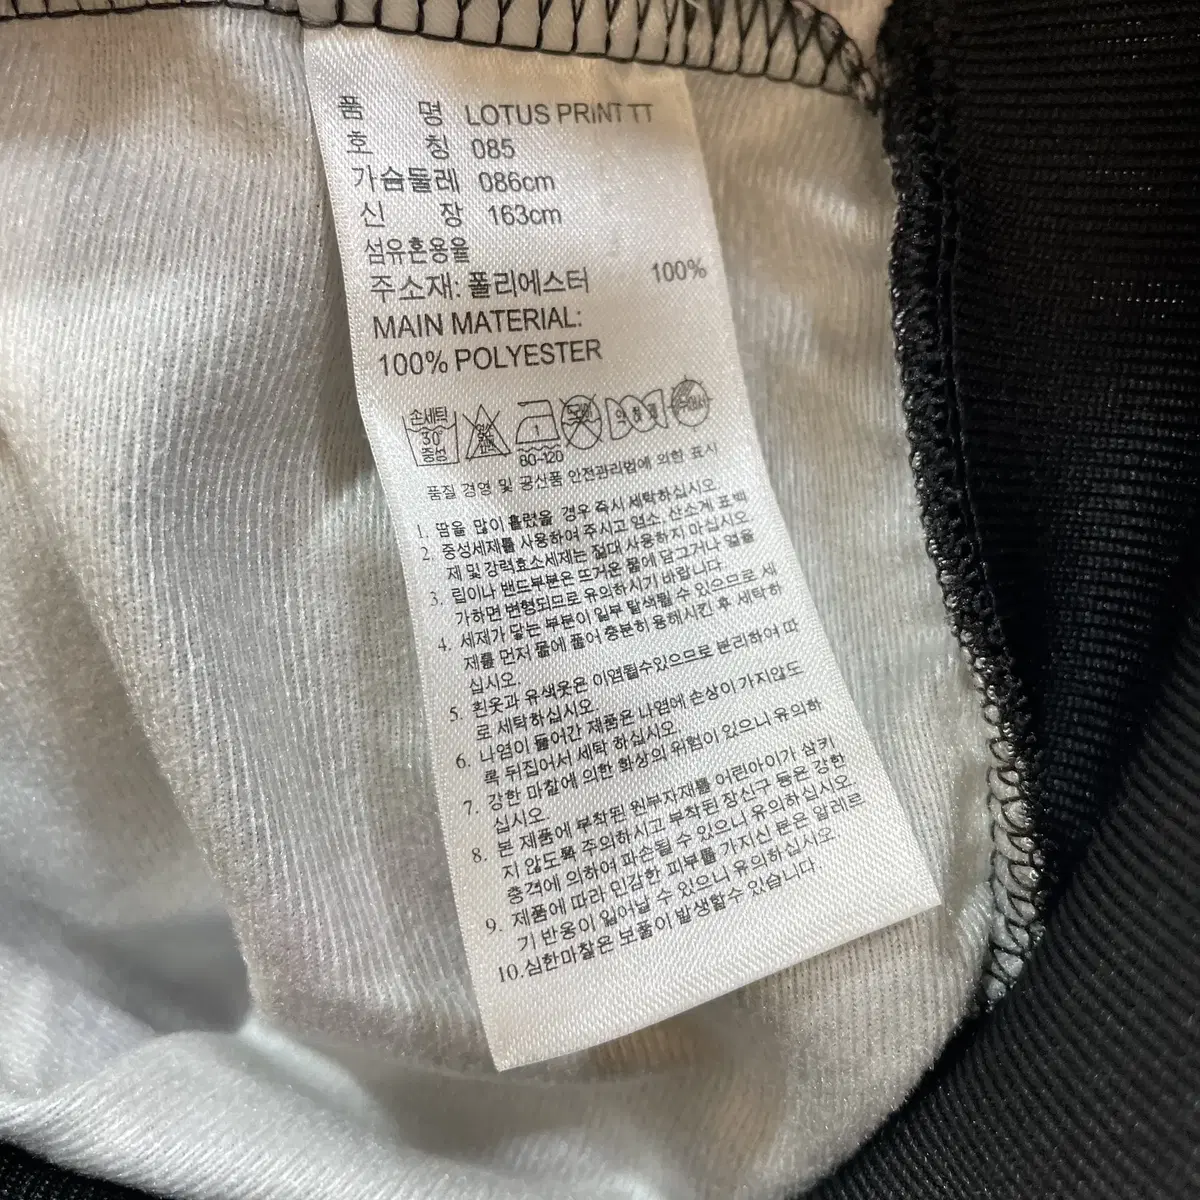 품 명 LOTUS PRINT TT
호 칭 085
가슴둘레 086cm
신 장 163cm
섬유혼용율
주소재: 폴리에스터 100%
MAIN MATERIAL:
100% POLYESTER
손세탁 30 중성
1
80-120
품질 경영 및 공산품 안전관리법에 의한 표시
1. 땀을 많이 흘렸을 경우 즉시 세탁하십시오.
2. 중성세제를 사용하여 주시고 염소, 산소계 표백
제 및 강력효소세제는 절대 사용하지 마십시오
3. 립이나 밴드부분은 뜨거운 물에 담그거나 열을
가하면 변형되므로 유의하시기 바랍니다.
4. 세제가 닿는 부분이 일부 탈색될 수 있으므로 세
제를 먼저 물에 풀어 충분히 용해시킨 후 세탁하
십시오.
5. 흰옷과 유색옷은 이염될수있으므로 분리하여 따
로 세탁하십시오
6. 나염이 들어간 제품은 나염에 손상이 가지않도
록 뒤집어서 세탁 하십시오
7. 강한 마찰에 의한 화상의 위험이 있으니 유의하
십시오.
8. 본 제품에 부착된 원부자재를 어린아이가 삼키
지 않도록 주의하시고 부착된 장신구 등은 강한
충격에 의하여 파손될 수 있으니 유의하십시오
9. 제품에 따라 민감한 피부를 가지신 분은 알레르
기 반응이 일어날 수 있으니 유의하십시오
10.심한마찰은 보풀이 발생할수 있습니다